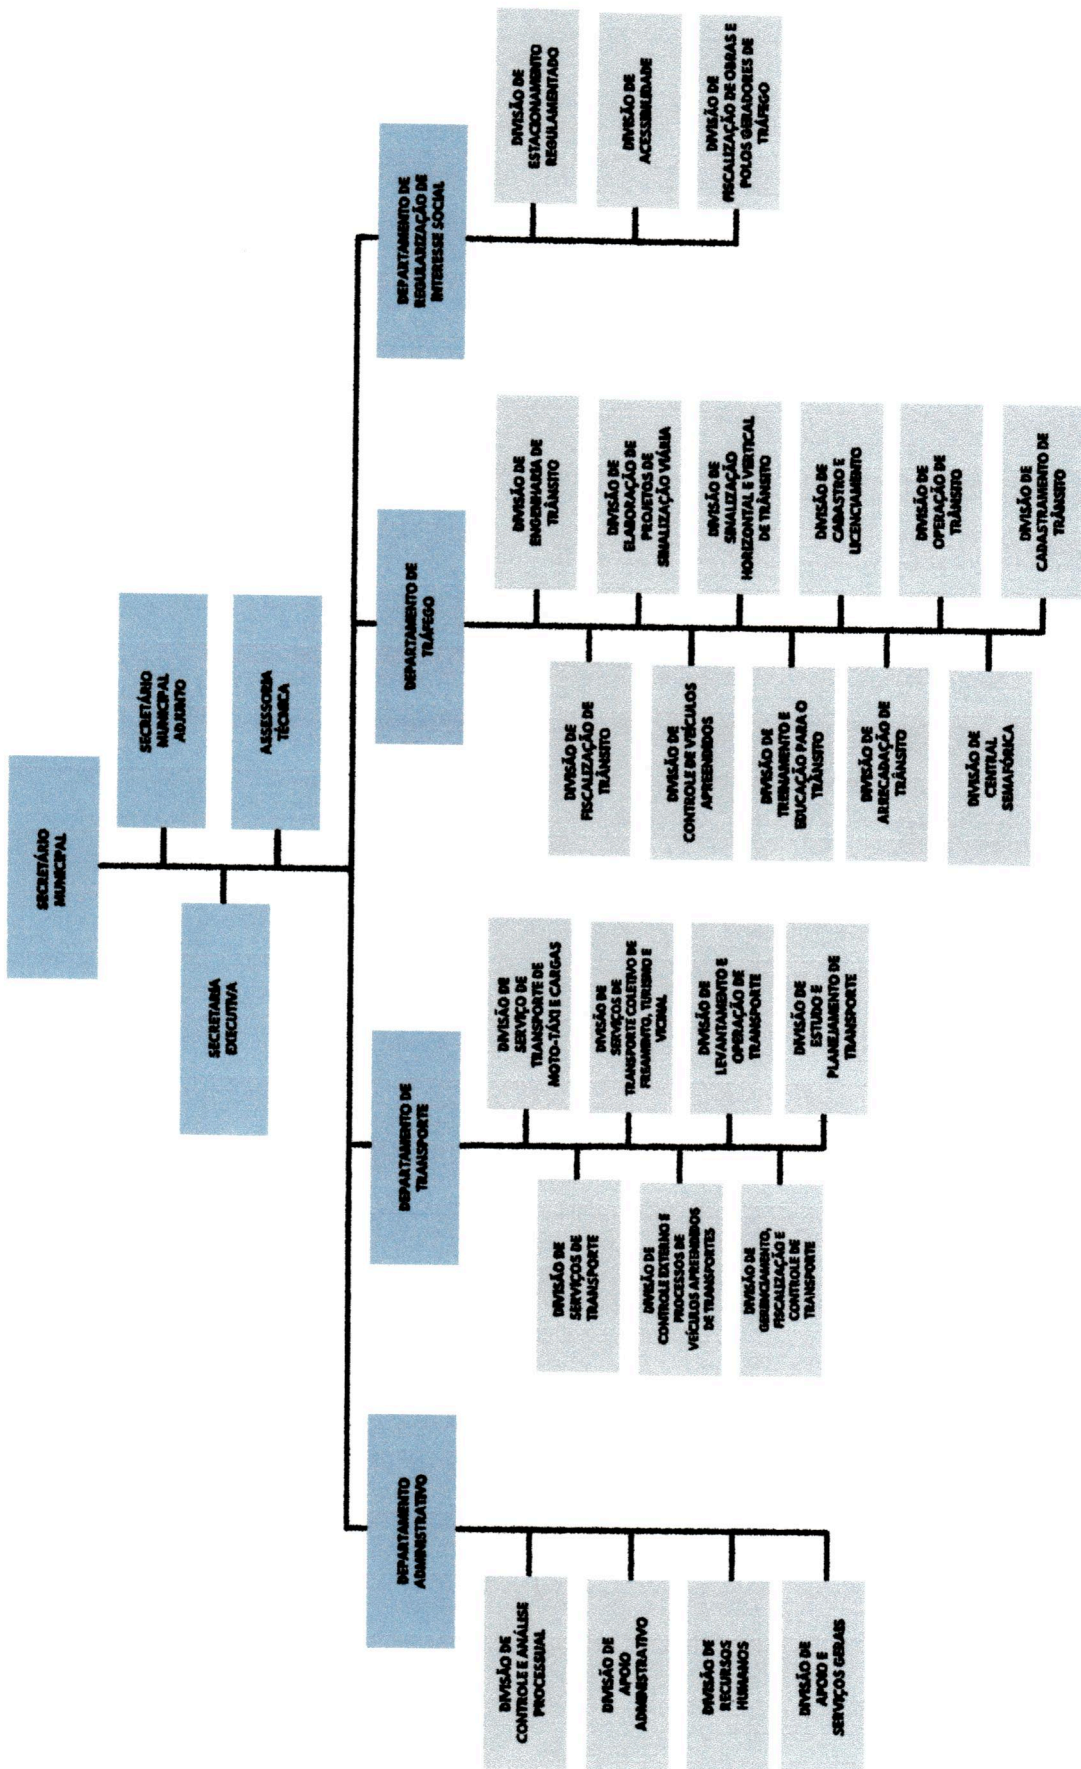 SECRETÁRIO
MUNICIPAL
SECRETÁRIO
MUNICIPAL
ADJUNTO
SECRETARIA
EXECUTIVA
ASSESSORIA
TÉCNICA
DEPARTAMENTO
ADMINISTRATIVO
DIVISÃO DE
CONTROLE E ANÁLISE
PROCESSUAL
DIVISÃO DE
APOIO
ADMINISTRATIVO
DIVISÃO DE
RECURSOS
HUMANOS
DIVISÃO DE
APOIO E
SERVIÇOS GERAIS
DEPARTAMENTO DE
TRANSPORTE
DIVISÃO DE
SERVIÇO DE
TRANSPORTE DE
MOTO-TÁXI E CARGAS
DIVISÃO DE
SERVIÇOS DE
TRANSPORTE
DIVISÃO DE
SERVIÇOS DE
TRANSPORTE COLETIVO DE
FREAMENTO, TURISMO E
VICINAL
DIVISÃO DE
CONTROLE EXTERNO E
PROCESSOS DE
VEÍCULOS APREENDIDOS
DE TRANSPORTES
DIVISÃO DE
LEVANTAMENTO E
OPERAÇÃO DE
TRANSPORTE
DIVISÃO DE
GERENCIAMENTO,
FISCALIZAÇÃO E
CONTROLE DE
TRANSPORTE
DIVISÃO DE
ESTUDO E
PLANEJAMENTO DE
TRANSPORTE
DEPARTAMENTO DE
TRÁFEGO
DIVISÃO DE
ENGENHARIA DE
TRÂNSITO
DIVISÃO DE
FISCALIZAÇÃO DE
TRÂNSITO
DIVISÃO DE
ELABORAÇÃO DE
PROJETOS DE
SINALIZAÇÃO VIÁRIA
DIVISÃO DE
CONTROLE DE VEÍCULOS
APREENDIDOS
DIVISÃO DE
SINALIZAÇÃO
HORIZONTAL E VERTICAL
DE TRÂNSITO
DIVISÃO DE
TREINAMENTO E
EDUCAÇÃO PARA O
TRÂNSITO
DIVISÃO DE
CADASTRO E
LICENCIAMENTO
DIVISÃO DE
ARRECADAÇÃO DE
TRÂNSITO
DIVISÃO DE
OPERAÇÃO DE
TRÂNSITO
DIVISÃO DE
CENTRAL
SEMAFÓRICA
DIVISÃO DE
CADASTRAMENTO DE
TRÂNSITO
DEPARTAMENTO DE
REGULARIZAÇÃO DE
INTERESSE SOCIAL
DIVISÃO DE
ESTACIONAMENTO
REGULAMENTADO
DIVISÃO DE
ACESSIBILIDADE
DIVISÃO DE
FISCALIZAÇÃO DE OBRAS E
POLOS GERADORES DE
TRÁFEGO